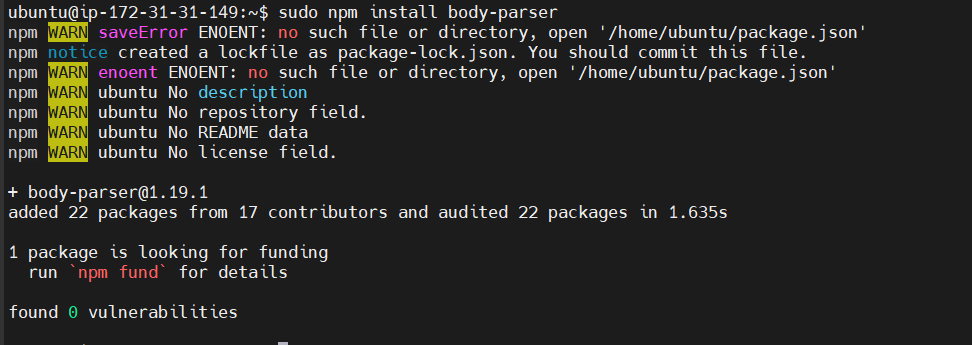 ubuntu@ip-172-31-31-149:~$ sudo npm install body-parser
npm WARN saveError ENOENT: no such file or directory, open '/home/ubuntu/package.json'
npm notice created a lockfile as package-lock.json. You should commit this file.
npm WARN enoent ENOENT: no such file or directory, open '/home/ubuntu/package.json'
npm WARN ubuntu No description
npm WARN ubuntu No repository field.
npm WARN ubuntu No README data
npm WARN ubuntu No license field.
+ body-parser@1.19.1
added 22 packages from 17 contributors and audited 22 packages in 1.635s
1 package is looking for funding
run `npm fund` for details
found 0 vulnerabilities